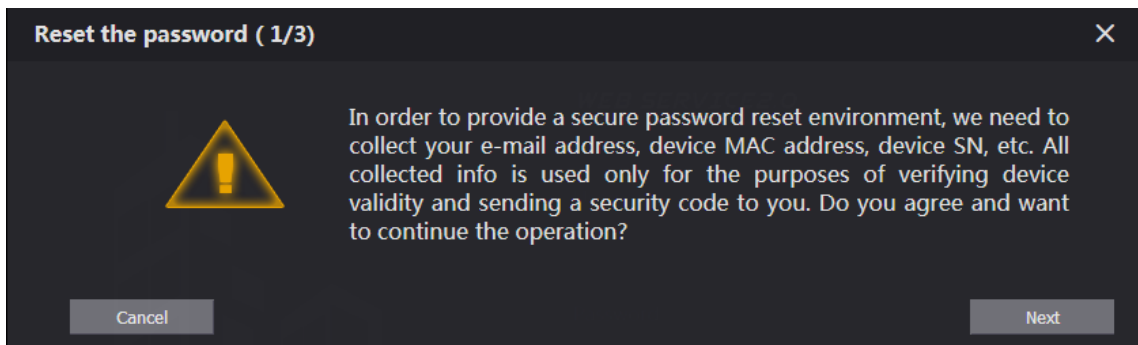 Reset the password ( 1/3)
In order to provide a secure password reset environment, we need to
collect your e-mail address, device MAC address, device SN, etc. All
collected info is used only for the purposes of verifying device
validity and sending a security code to you. Do you agree and want
to continue the operation?
Cancel
Next